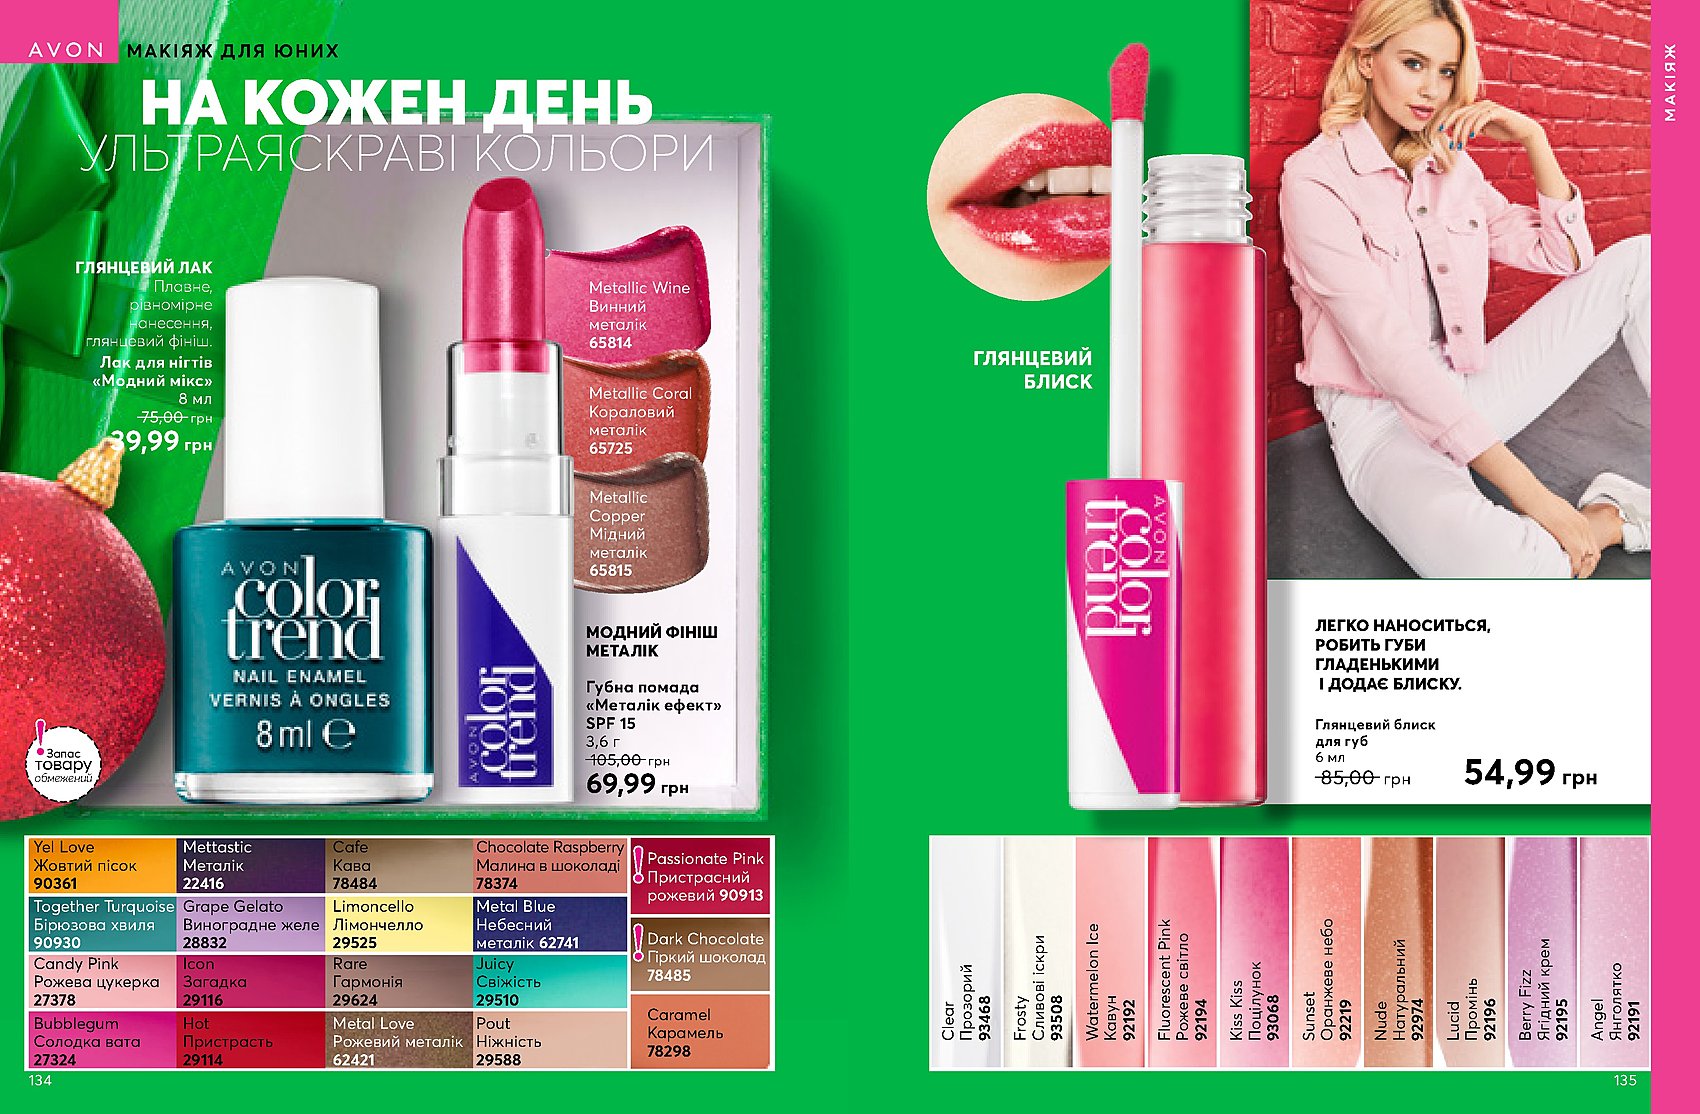 AVON
МАКІЯЖ ДЛЯ ЮНИХ
НА КОЖЕН ДЕНЬ
УЛЬТРАЯСКРАВІ КОЛЬОРИ
ГЛЯНЦЕВИЙ ЛАК
Плавне,
рівномірне
нанесення,
глянцевий фініш.
Лак для нігтів
«Модний мікс»
8 мл
75,00 грн
39,99 грн
Metallic Wine
Винний
металік
65814
Metallic Coral
Кораловий
металік
65725
Metallic
Copper
Мідний
металік
65815
AVON
color
trend
NAIL ENAMEL
VERNIS À ONGLES
8 ml e
AVON
color
trend
МОДНИЙ ФІНІШ
МЕТАЛІК
Губна помада
«Металік ефект»
SPF 15
3,6 г
105,00 грн
69,99 грн
! Запас
товару
обмежений
Yel Love
Жовтий пісок
90361
Mettastic
Металік
22416
Cafe
Кава
78484
Chocolate Raspberry
Малина в шоколаді
78374
Together Turquoise
Бірюзова хвиля
90930
Grape Gelato
Виноградне желе
28832
Limoncello
Лімончелло
29525
Metal Blue
Небесний
металік 62741
Candy Pink
Рожева цукерка
27378
Icon
Загадка
29116
Rare
Гармонія
29624
Juicy
Свіжість
29510
Bubblegum
Солодка вата
27324
Hot
Пристрасть
29114
Metal Love
Рожевий металік
62421
Pout
Ніжність
29588
! Passionate Pink
Пристрасний
рожевий 90913
! Dark Chocolate
Гіркий шоколад
78485
Caramel
Карамель
78298
134
МАКІЯЖ
ГЛЯНЦЕВИЙ
БЛИСК
AVON
color
trend
ЛЕГКО НАНОСИТЬСЯ,
РОБИТЬ ГУБИ
ГЛАДЕНЬКИМИ
І ДОДАЄ БЛИСКУ.
Глянцевий блиск
для губ
6 мл
85,00 грн
54,99 грн
Clear
Прозорий
93468
Frosty
Сливові іскри
93508
Watermelon Ice
Кавун
92192
Fluorescent Pink
Рожеве світло
92194
Kiss Kiss
Поцілунок
93068
Sunset
Оранжеве небо
92219
Nude
Натуральний
92974
Lucid
Промінь
92196
Berry Fizz
Ягідний крем
92195
Angel
Янголятко
92191
135